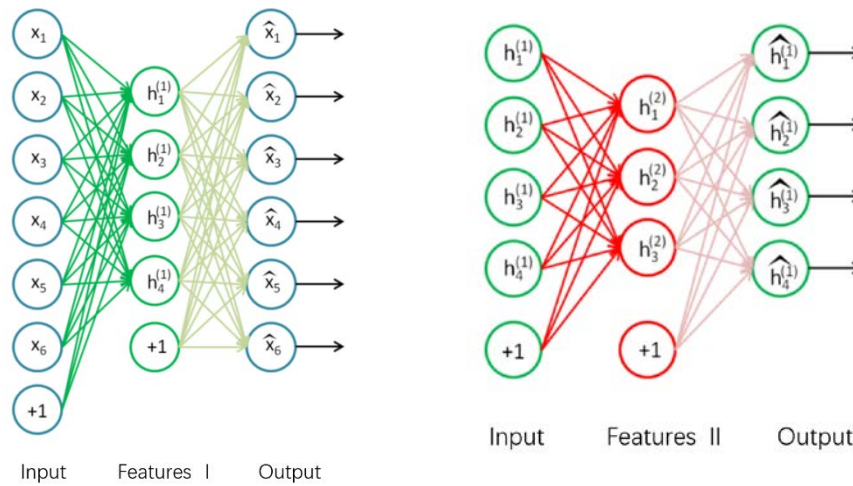 x₁ x̂₁
x₂ h₁⁽¹⁾ x̂₂
x₃ h₂⁽¹⁾ x̂₃
x₄ h₃⁽¹⁾ x̂₄
x₅ h₄⁽¹⁾ x̂₅
x₆ +1 x̂₆
+1
Input Features I Output
h₁⁽¹⁾ ĥ₁⁽¹⁾
h₁⁽²⁾
h₂⁽¹⁾ ĥ₂⁽¹⁾
h₂⁽²⁾
h₃⁽¹⁾ ĥ₃⁽¹⁾
h₃⁽²⁾
h₄⁽¹⁾ ĥ₄⁽¹⁾
+1 +1
Input Features II Output